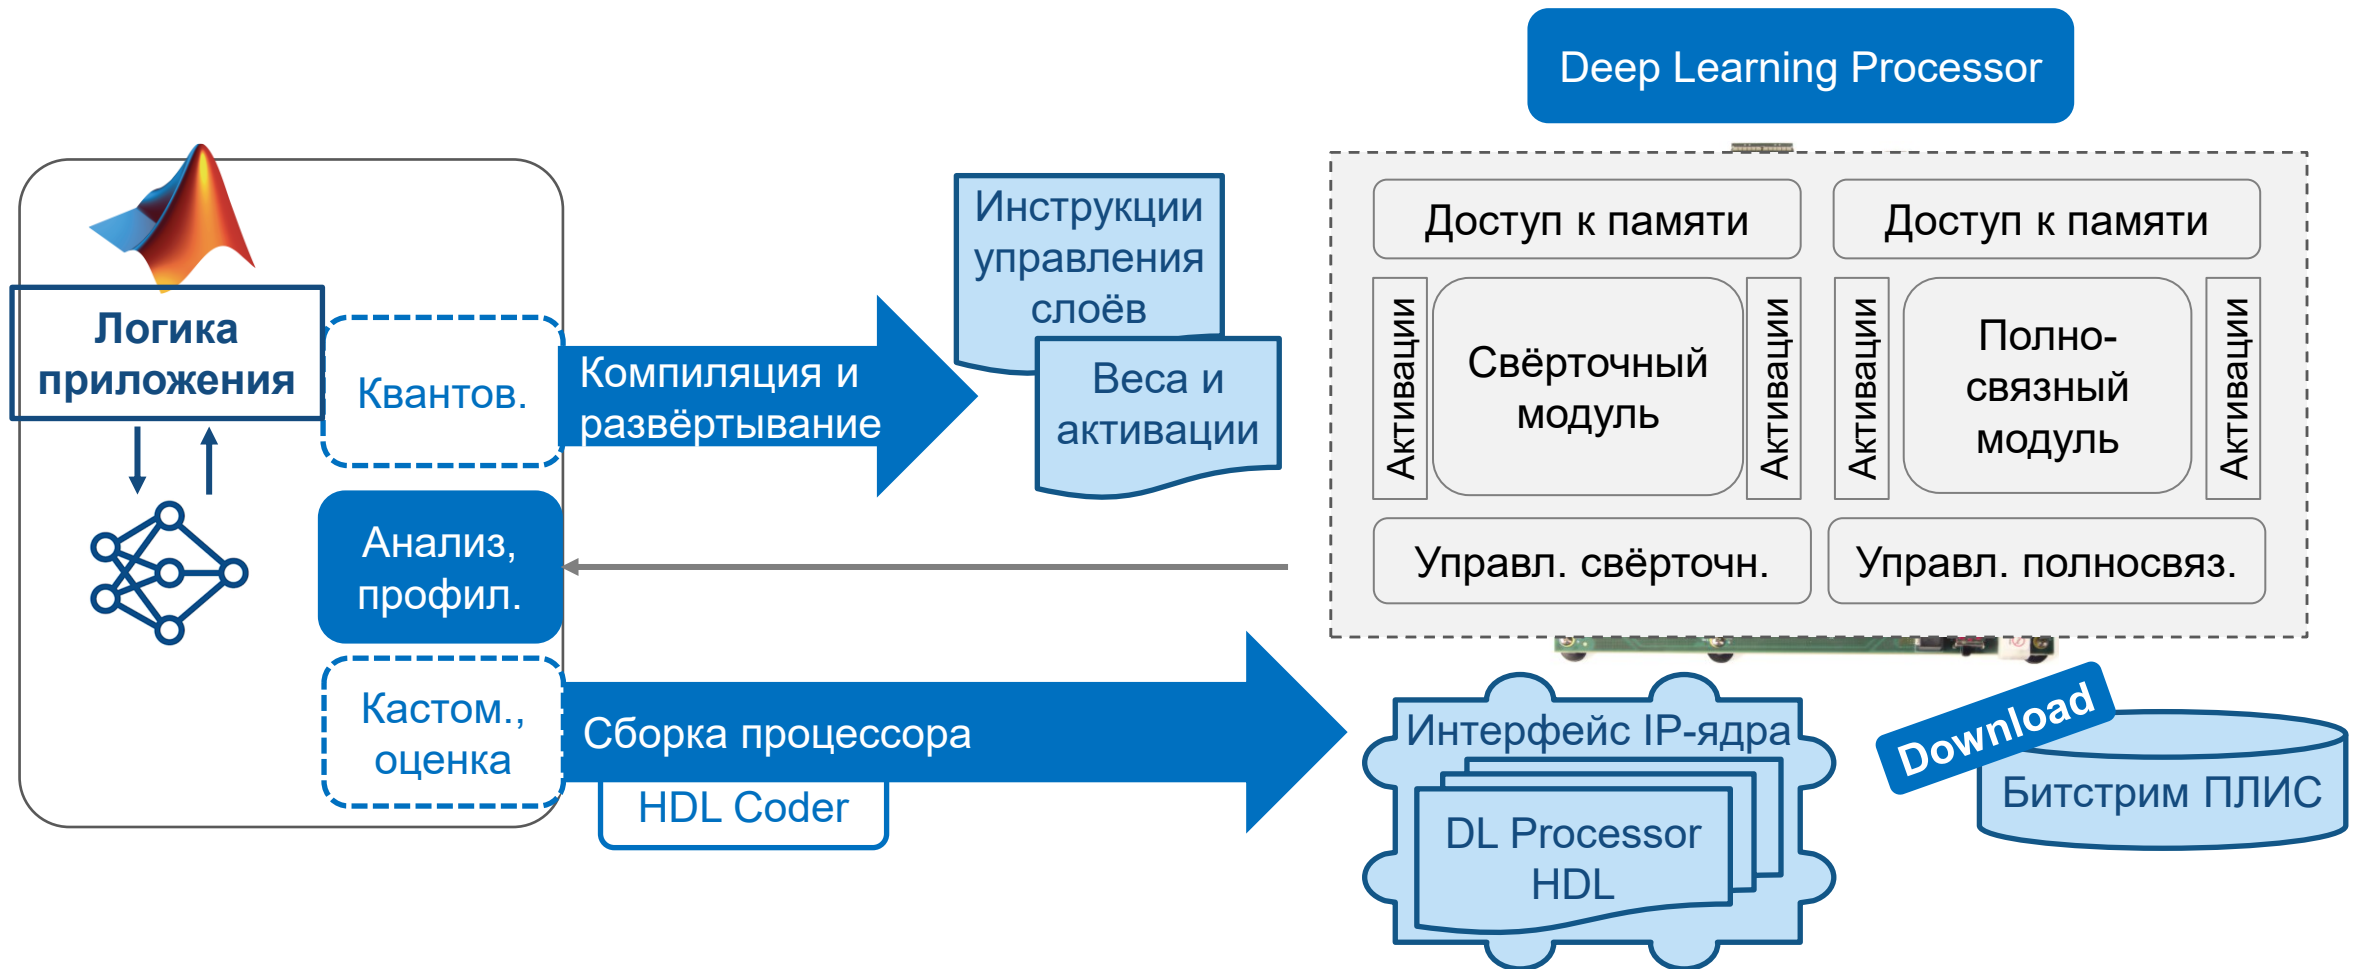 Deep Learning Processor
Логика
приложения
Квантов.
Анализ,
профил.
Кастом.,
оценка
Компиляция и
развёртывание
Сборка процессора
HDL Coder
Инструкции
управления
слоёв
Веса и
активации
Доступ к памяти
Доступ к памяти
Активации
Свёрточный
модуль
Активации
Активации
Полно-
связный
модуль
Активации
Управл. свёрточн.
Управл. полносвяз.
Интерфейс IP-ядра
DL Processor
HDL
Download
Битстрим ПЛИС